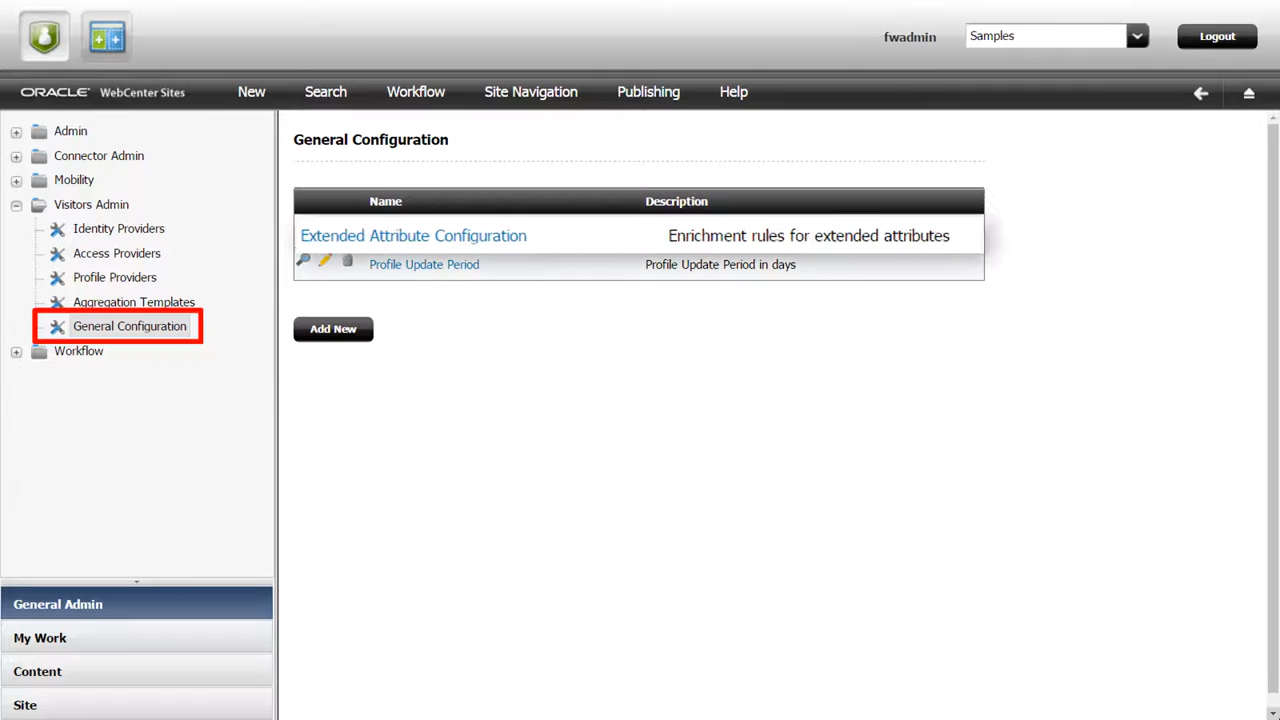 fwadmin
Samples
Logout
ORACLE WebCenter Sites
New
Search
Workflow
Site Navigation
Publishing
Help
Admin
Connector Admin
Mobility
Visitors Admin
Identity Providers
Access Providers
Profile Providers
Aggregation Templates
General Configuration
Workflow
General Admin
My Work
Content
Site
General Configuration
Name Description
Extended Attribute Configuration Enrichment rules for extended attributes
Profile Update Period Profile Update Period in days
Add New